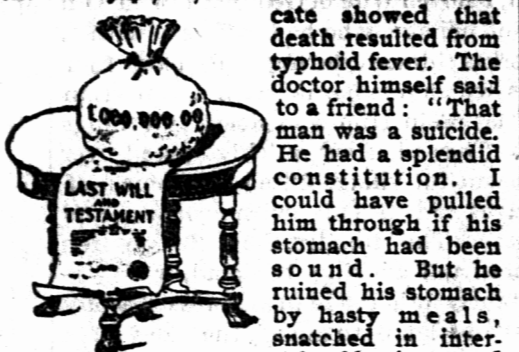 1,000,000.00
LAST WILL
AND
TESTAMENT
cate showed that
death resulted from
typhoid fever. The
doctor himself said
to a friend: "That
man was a suicide.
He had a splendid
constitution. I
could have pulled
him through if his
stomach had been
sound. But he
ruined his stomach
by hasty meals,
snatched in inter-